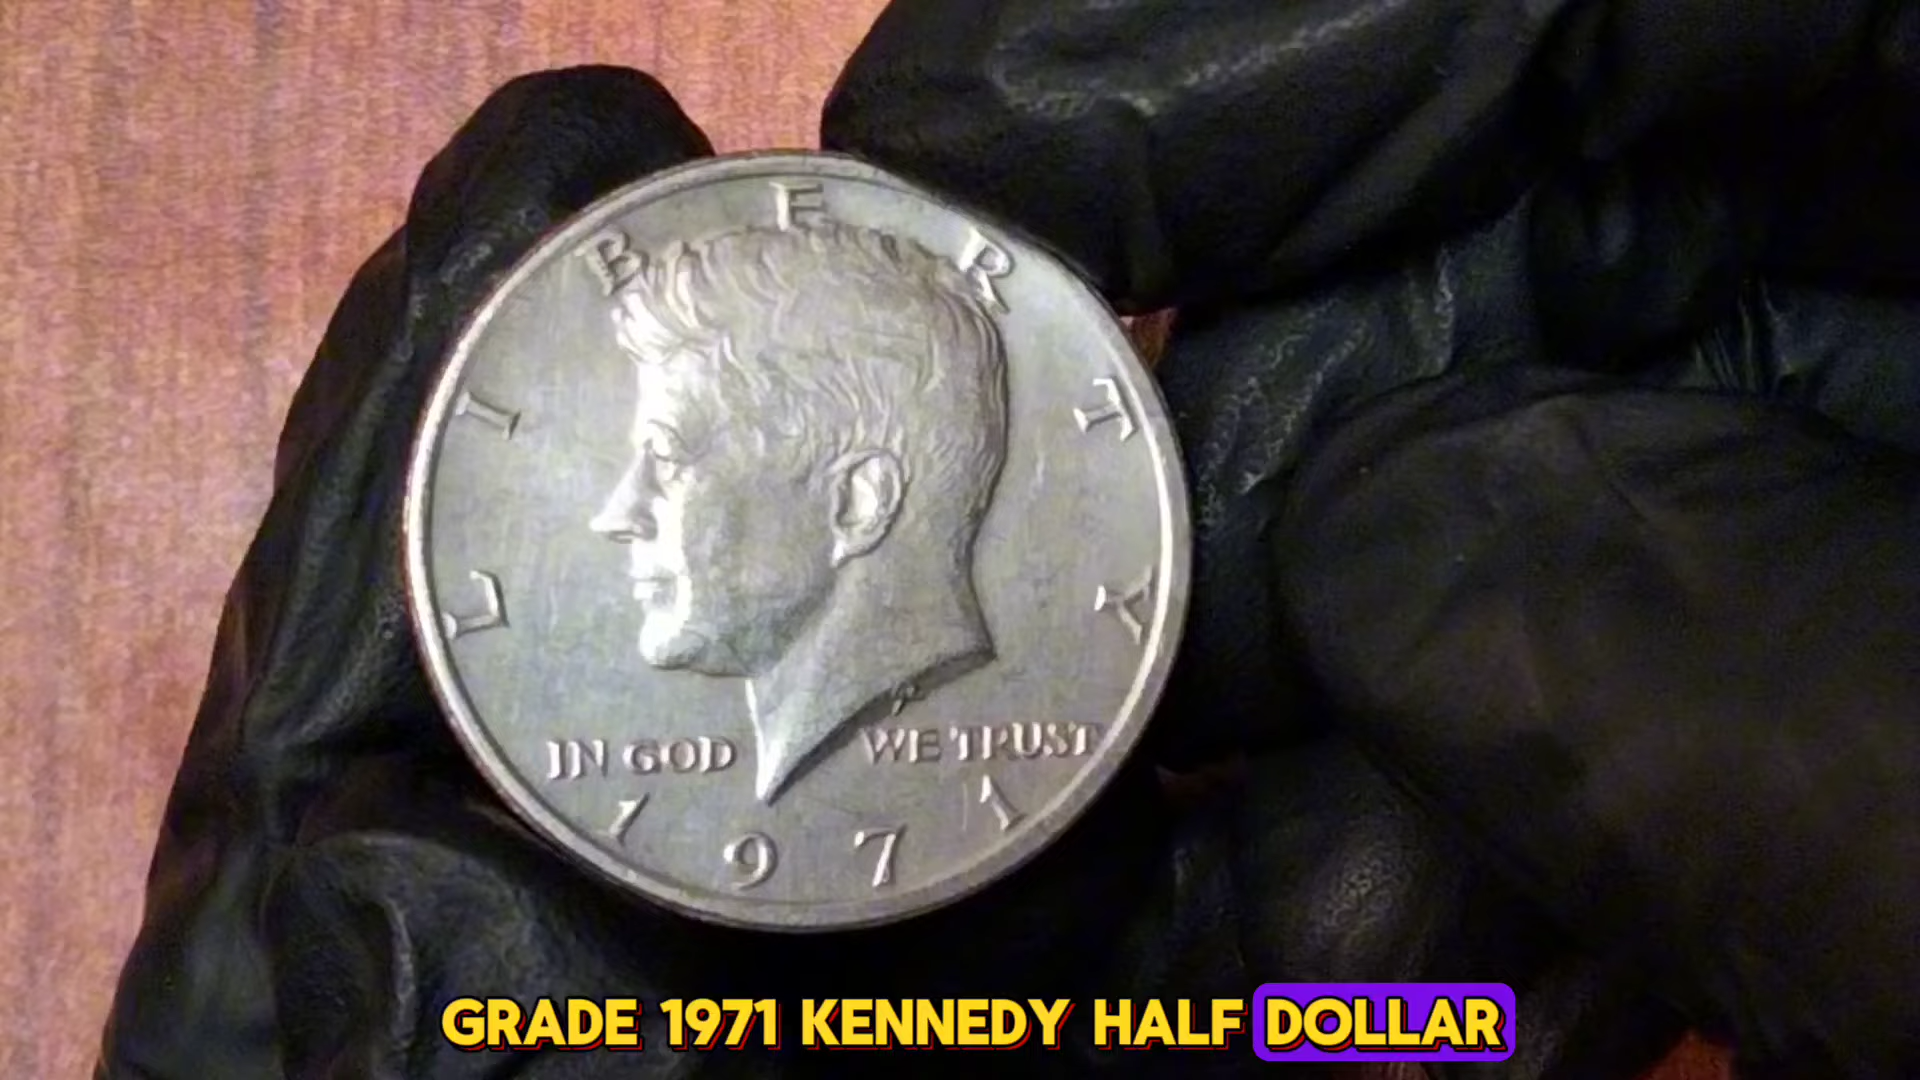 LIBERTY
IN GOD WE TRUST
1971
GRADE 1971 KENNEDY HALF DOLLAR